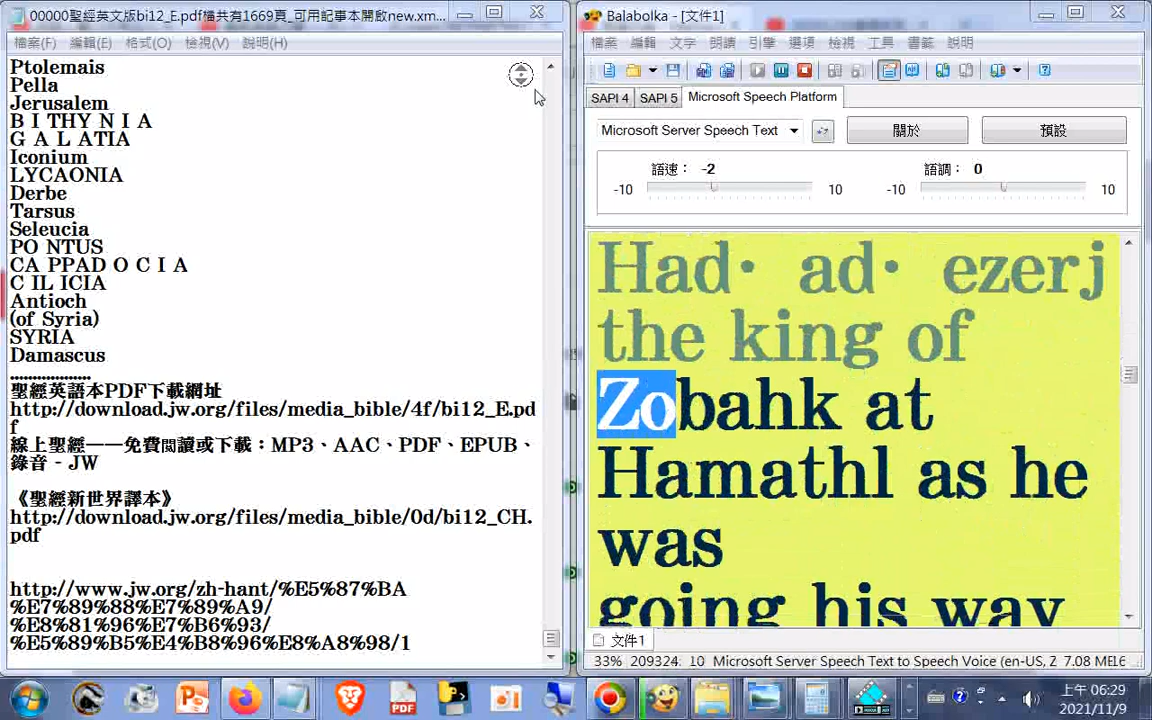 00000聖經英文版bi12_E.pdf檔共有1669頁_可用記事本開啟new.xm...
檔案(F) 編輯(E) 格式(O) 檢視(V) 說明(H)
Ptolemais
Pella
Jerusalem
B I THY N I A
G A L ATIA
Iconium
LYCAONIA
Derbe
Tarsus
Seleucia
PO NTUS
CA PPAD O C I A
C IL ICIA
Antioch
(of Syria)
SYRIA
Damascus
..................
聖經英語本PDF下載網址
http://download.jw.org/files/media_bible/4f/bi12_E.pd
f
線上聖經——免費閱讀或下載：MP3、AAC、PDF、EPUB、
錄音 - JW
《聖經新世界譯本》
http://download.jw.org/files/media_bible/0d/bi12_CH.
pdf
http://www.jw.org/zh-hant/%E5%87%BA
%E7%89%88%E7%89%A9/
%E8%81%96%E7%B6%93/
%E5%89%B5%E4%B8%96%E8%A8%98/1
Balabolka - [文件1]
檔案 編輯 文字 朗讀 引擎 選項 檢視 工具 書籤 說明
SAPI 4 SAPI 5 Microsoft Speech Platform
Microsoft Server Speech Text 關於 預設
語速： -2 語調： 0
-10 10 -10 10
Had· ad· ezerj
the king of
Zobahk at
Hamathl as he
was
going his way
文件1
33% 209324: 10 Microsoft Server Speech Text to Speech Voice (en-US, Z 7.08 ME
PDF
上午 06:29
2021/11/9